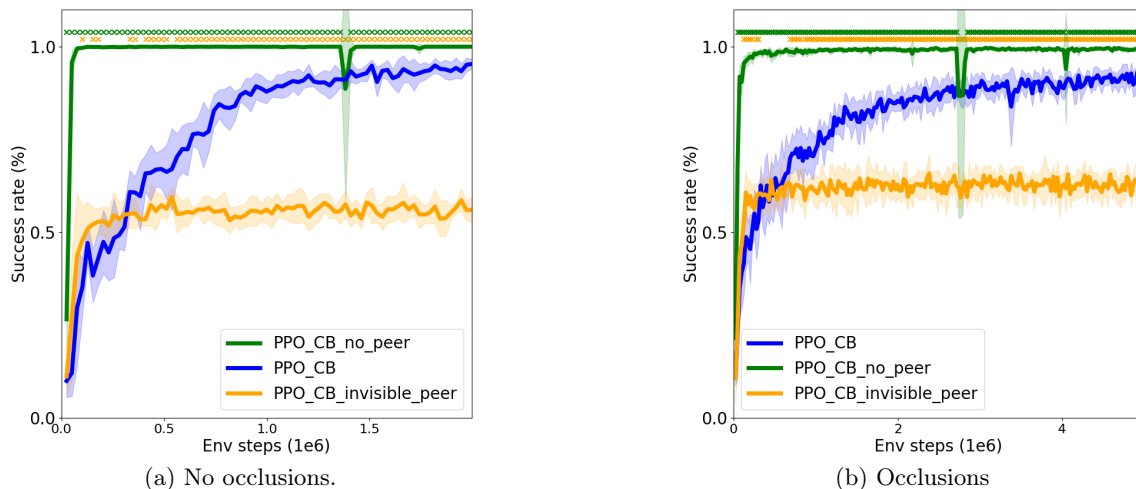 1.0
0.5
0.0
Success rate (%)
0.0 0.5 1.0 1.5
Env steps (1e6)
PPO_CB_no_peer
PPO_CB
PPO_CB_invisible_peer
(a) No occlusions.
1.0
0.5
0.0
Success rate (%)
0 2 4
Env steps (1e6)
PPO_CB
PPO_CB_no_peer
PPO_CB_invisible_peer
(b) Occlusions